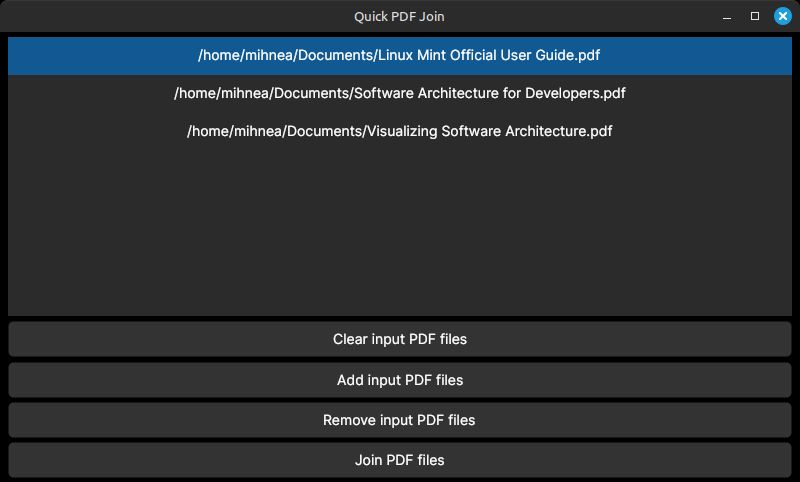 Quick PDF Join
/home/mihnea/Documents/Linux Mint Official User Guide.pdf
/home/mihnea/Documents/Software Architecture for Developers.pdf
/home/mihnea/Documents/Visualizing Software Architecture.pdf
Clear input PDF files
Add input PDF files
Remove input PDF files
Join PDF files